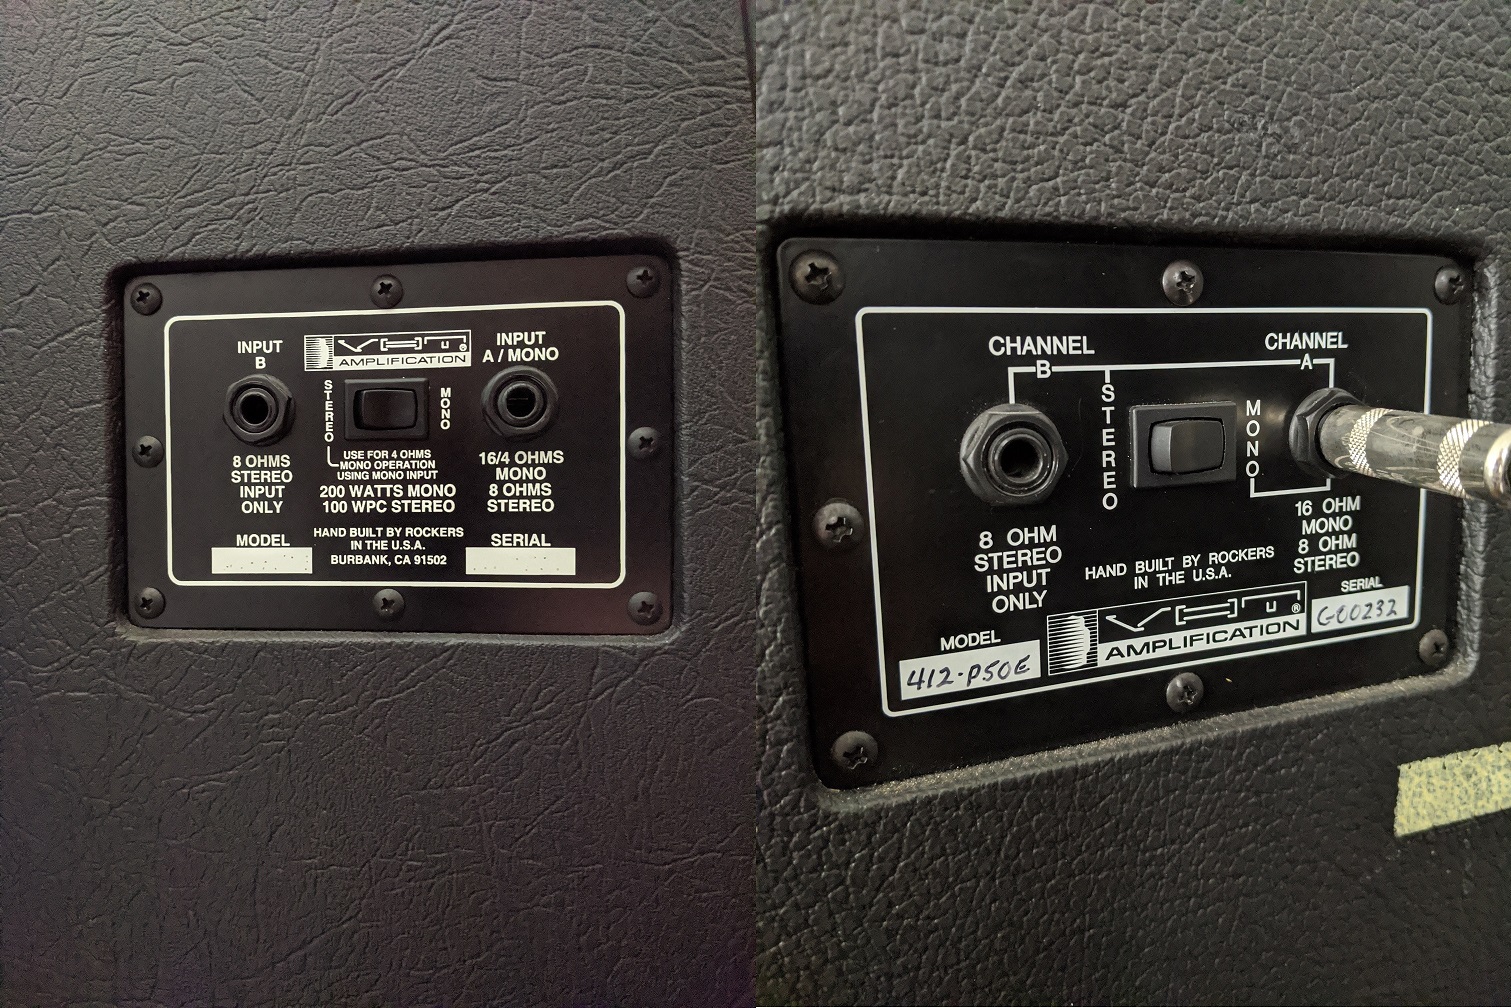 INPUT
B
VHT®
AMPLIFICATION
INPUT
A / MONO
STEREO
MONO
USE FOR 4 OHMS
MONO OPERATION
USING MONO INPUT
8 OHMS
STEREO
INPUT
ONLY
200 WATTS MONO
100 WPC STEREO
16/4 OHMS
MONO
8 OHMS
STEREO
HAND BUILT BY ROCKERS
IN THE U.S.A.
BURBANK, CA 91502
MODEL
SERIAL
CHANNEL
B
CHANNEL
A
STEREO
MONO
8 OHM
STEREO
INPUT
ONLY
16 OHM
MONO
8 OHM
STEREO
HAND BUILT BY ROCKERS
IN THE U.S.A.
MODEL
412-P50E
VHT®
AMPLIFICATION
SERIAL
G00232